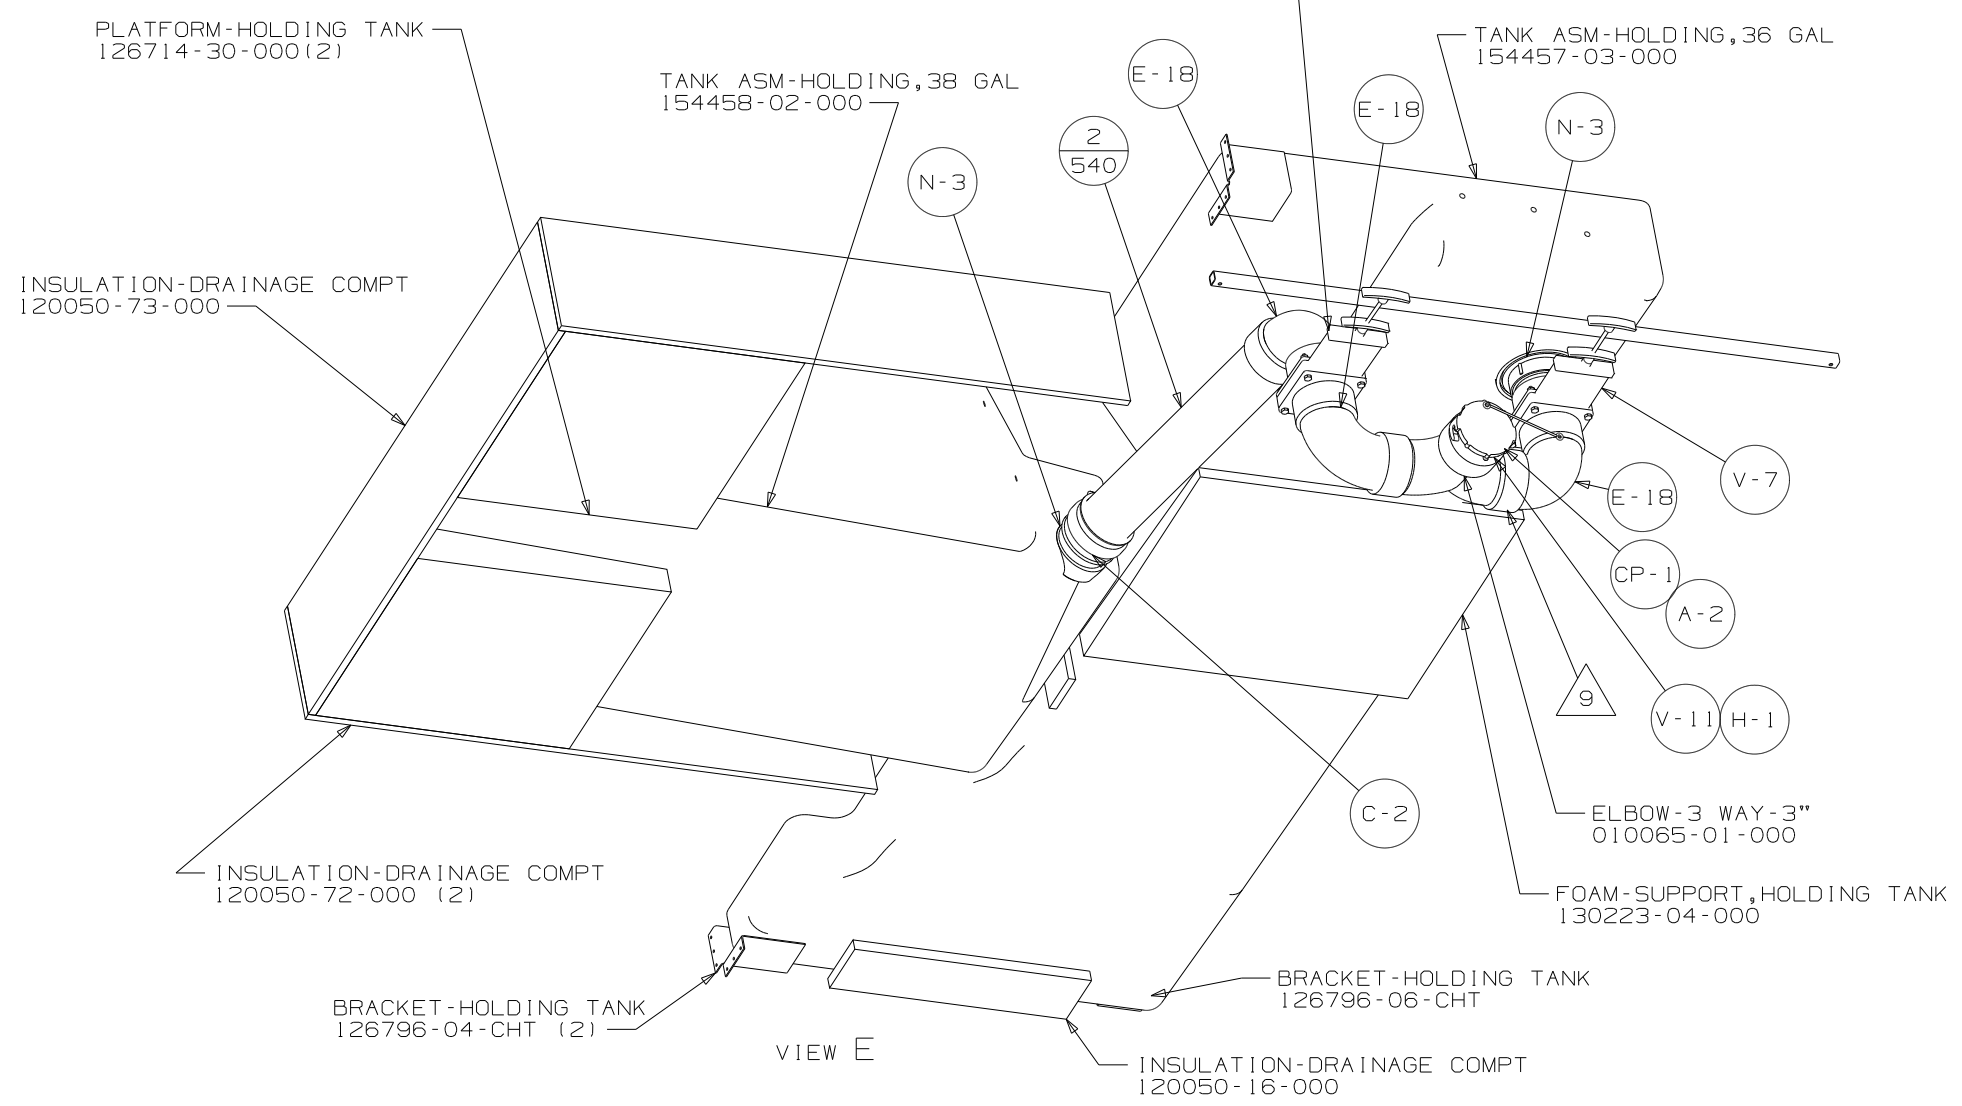 PLATFORM-HOLDING TANK
126714-30-000(2)
TANK ASM-HOLDING,38 GAL
154458-02-000
TANK ASM-HOLDING,36 GAL
154457-03-000
E-18
E-18
N-3
2
540
N-3
INSULATION-DRAINAGE COMPT
120050-73-000
V-7
E-18
CP-1
A-2
9
V-11
H-1
C-2
ELBOW-3 WAY-3"
010065-01-000
INSULATION-DRAINAGE COMPT
120050-72-000 (2)
FOAM-SUPPORT,HOLDING TANK
130223-04-000
BRACKET-HOLDING TANK
126796-06-CHT
BRACKET-HOLDING TANK
126796-04-CHT (2)
VIEW E
INSULATION-DRAINAGE COMPT
120050-16-000